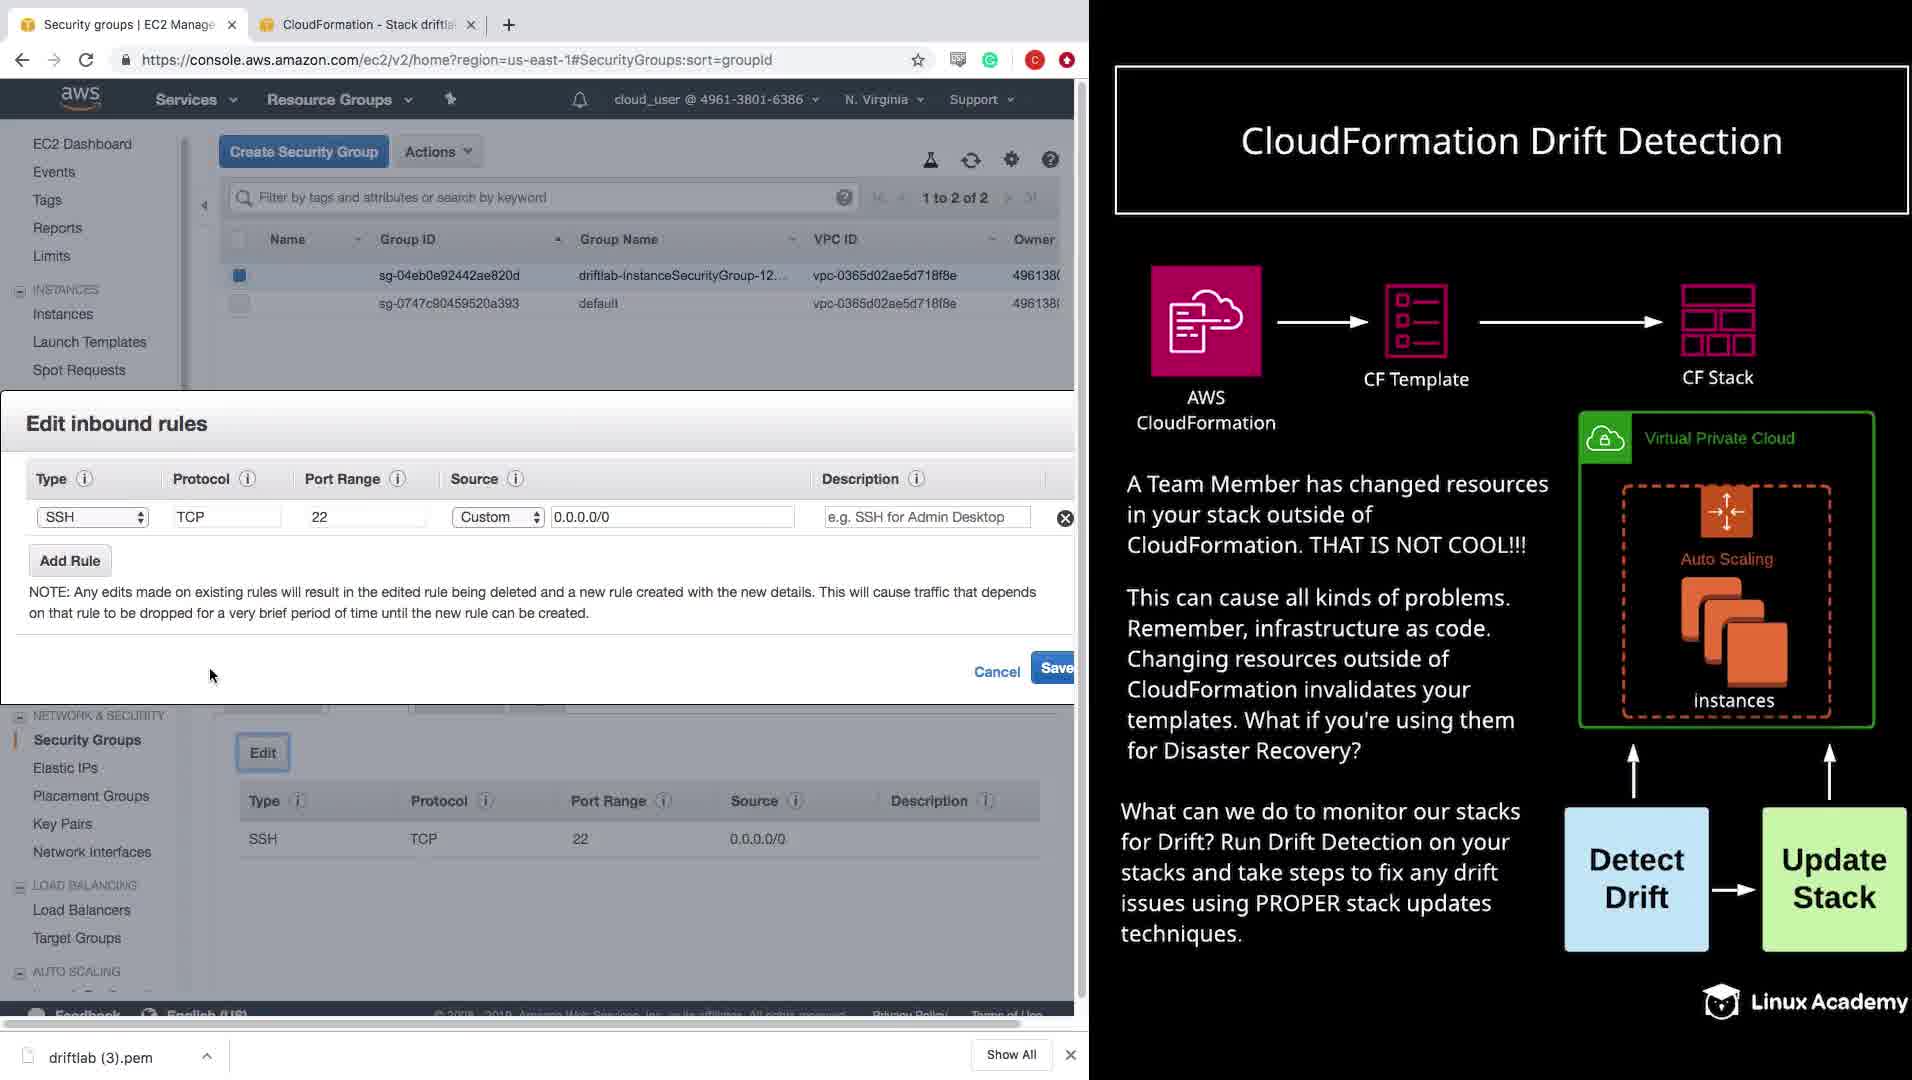 Security groups | EC2 Manage
CloudFormation - Stack driftla
https://console.aws.amazon.com/ec2/v2/home?region=us-east-1#SecurityGroups:sort=groupId
aws
Services
Resource Groups
cloud_user @ 4961-3801-6386
N. Virginia
Support
EC2 Dashboard
Events
Tags
Reports
Limits
INSTANCES
Instances
Launch Templates
Spot Requests
Create Security Group
Actions
Filter by tags and attributes or search by keyword
1 to 2 of 2
Name
Group ID
Group Name
VPC ID
Owner
sg-04eb0e92442ae820d
driftlab-InstanceSecurityGroup-12...
vpc-0365d02ae5d718f8e
496138
sg-0747c90459520a393
default
vpc-0365d02ae5d718f8e
496138
Edit inbound rules
Type
Protocol
Port Range
Source
Description
SSH
TCP
22
Custom
0.0.0.0/0
e.g. SSH for Admin Desktop
Add Rule
NOTE: Any edits made on existing rules will result in the edited rule being deleted and a new rule created with the new details. This will cause traffic that depends
on that rule to be dropped for a very brief period of time until the new rule can be created.
Cancel
Save
NETWORK & SECURITY
Security Groups
Elastic IPs
Placement Groups
Key Pairs
Network Interfaces
LOAD BALANCING
Load Balancers
Target Groups
AUTO SCALING
Edit
Type
Protocol
Port Range
Source
Description
SSH
TCP
22
0.0.0.0/0
Feedback
English (US)
Privacy Policy
Terms of Use
driftlab (3).pem
Show All
CloudFormation Drift Detection
AWS
CloudFormation
CF Template
CF Stack
A Team Member has changed resources
in your stack outside of
CloudFormation. THAT IS NOT COOL!!!
This can cause all kinds of problems.
Remember, infrastructure as code.
Changing resources outside of
CloudFormation invalidates your
templates. What if you're using them
for Disaster Recovery?
What can we do to monitor our stacks
for Drift? Run Drift Detection on your
stacks and take steps to fix any drift
issues using PROPER stack updates
techniques.
Virtual Private Cloud
Auto Scaling
instances
Detect
Drift
Update
Stack
Linux Academy